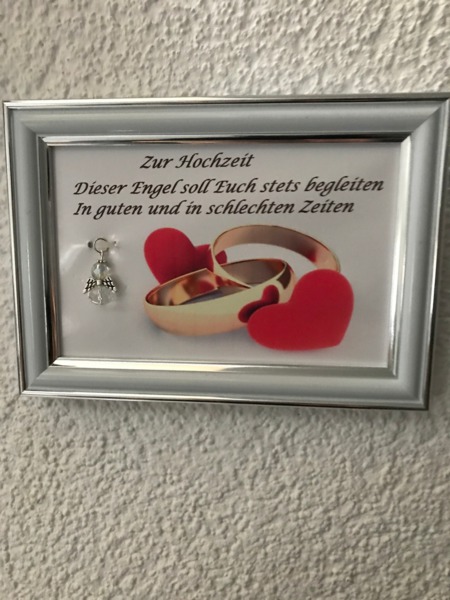 Zur Hochzeit
Dieser Engel soll Euch stets begleiten
In guten und in schlechten Zeiten